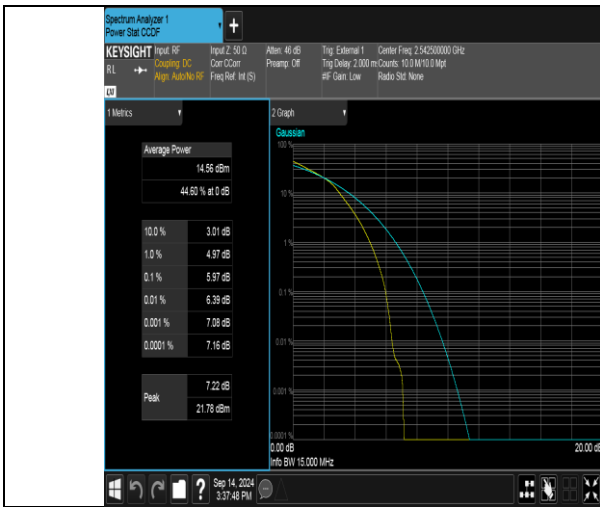 Spectrum Analyzer 1
Power Stat CCDF
+
KEYSIGHT
R L
LXI
Input: RF
Coupling: DC
Align: Auto/No RF
Input Z: 50 Ω
Corr CCorr
Freq Ref: Int (S)
Atten: 46 dB
Preamp: Off
Trig: External 1
Trig Delay: 2.000 ms
#IF Gain: Low
Center Freq: 2.542500000 GHz
Counts: 10.0 M/10.0 Mpt
Radio Std: None
1 Metrics
Average Power
14.56 dBm
44.60 % at 0 dB
10.0 % 3.01 dB
1.0 % 4.97 dB
0.1 % 5.97 dB
0.01 % 6.39 dB
0.001 % 7.08 dB
0.0001 % 7.16 dB
Peak
7.22 dB
21.78 dBm
2 Graph
Gaussian
100 %
10 %
1 %
0.1 %
0.01 %
0.001 %
0.0001 %
0.00 dB
20.00 dB
Info BW 15.000 MHz
?
Sep 14, 2024
3:37:48 PM